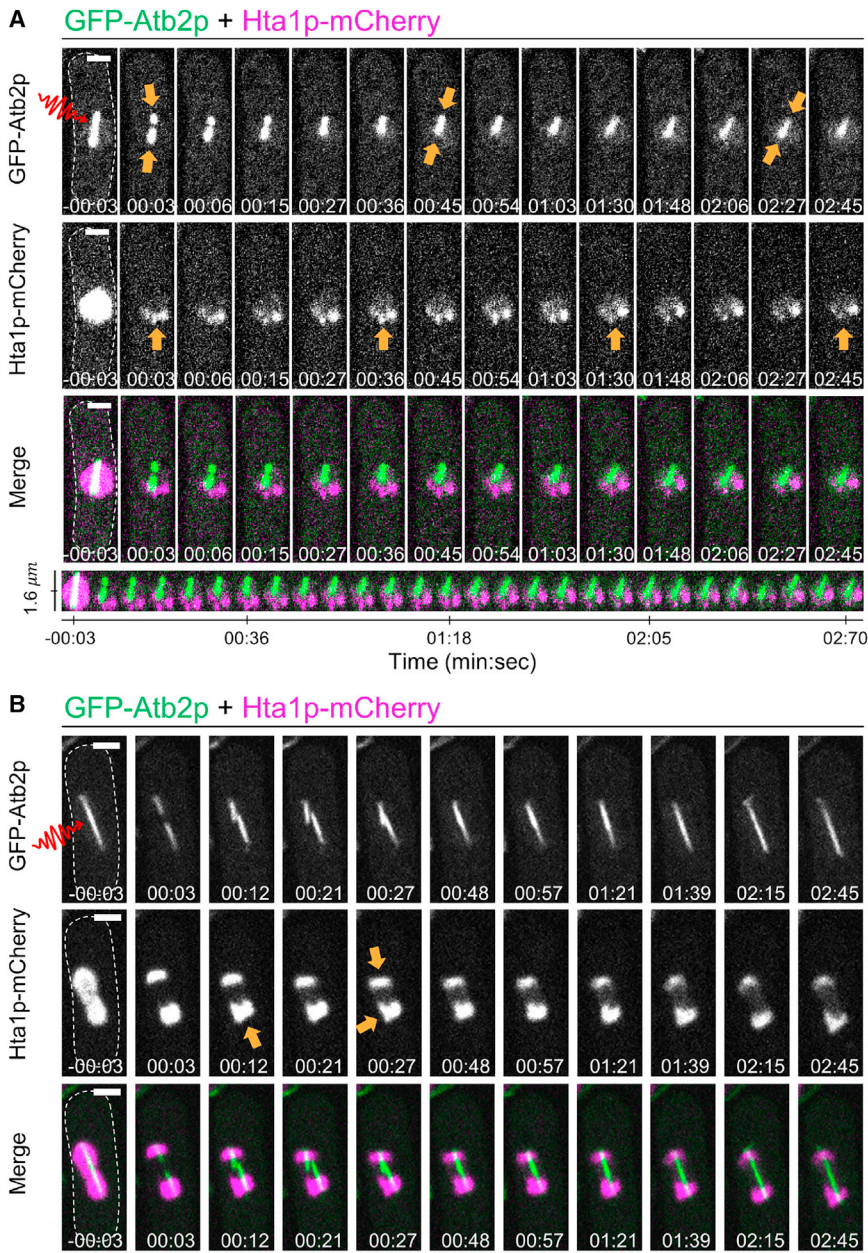 A
GFP-Atb2p + Hta1p-mCherry
GFP-Atb2p
-00:03 00:03 00:06 00:15 00:27 00:36 00:45 00:54 01:03 01:30 01:48 02:06 02:27 02:45
Hta1p-mCherry
-00:03 00:03 00:06 00:15 00:27 00:36 00:45 00:54 01:03 01:30 01:48 02:06 02:27 02:45
Merge
-00:03 00:03 00:06 00:15 00:27 00:36 00:45 00:54 01:03 01:30 01:48 02:06 02:27 02:45
1.6 μm
-00:03 00:36 01:18 02:05 02:70
Time (min:sec)
B
GFP-Atb2p + Hta1p-mCherry
GFP-Atb2p
-00:03 00:03 00:12 00:21 00:27 00:48 00:57 01:21 01:39 02:15 02:45
Hta1p-mCherry
-00:03 00:03 00:12 00:21 00:27 00:48 00:57 01:21 01:39 02:15 02:45
Merge
-00:03 00:03 00:12 00:21 00:27 00:48 00:57 01:21 01:39 02:15 02:45